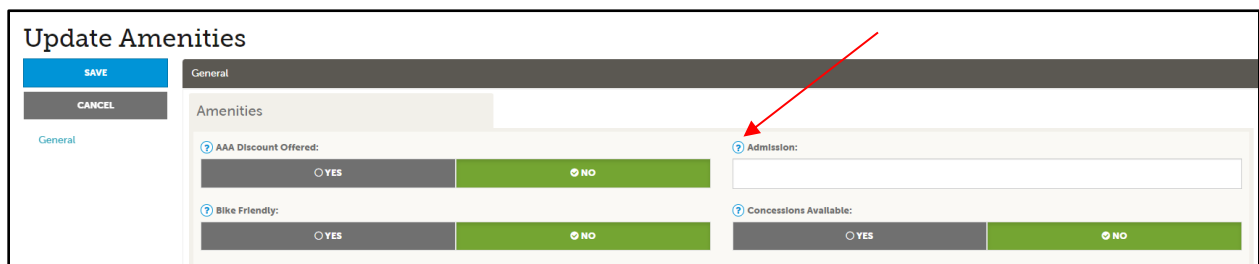 Update Amenities
SAVE
CANCEL
General
General
Amenities
? AAA Discount Offered:
YES
NO
? Admission:
? Bike Friendly:
YES
NO
? Concessions Available:
YES
NO